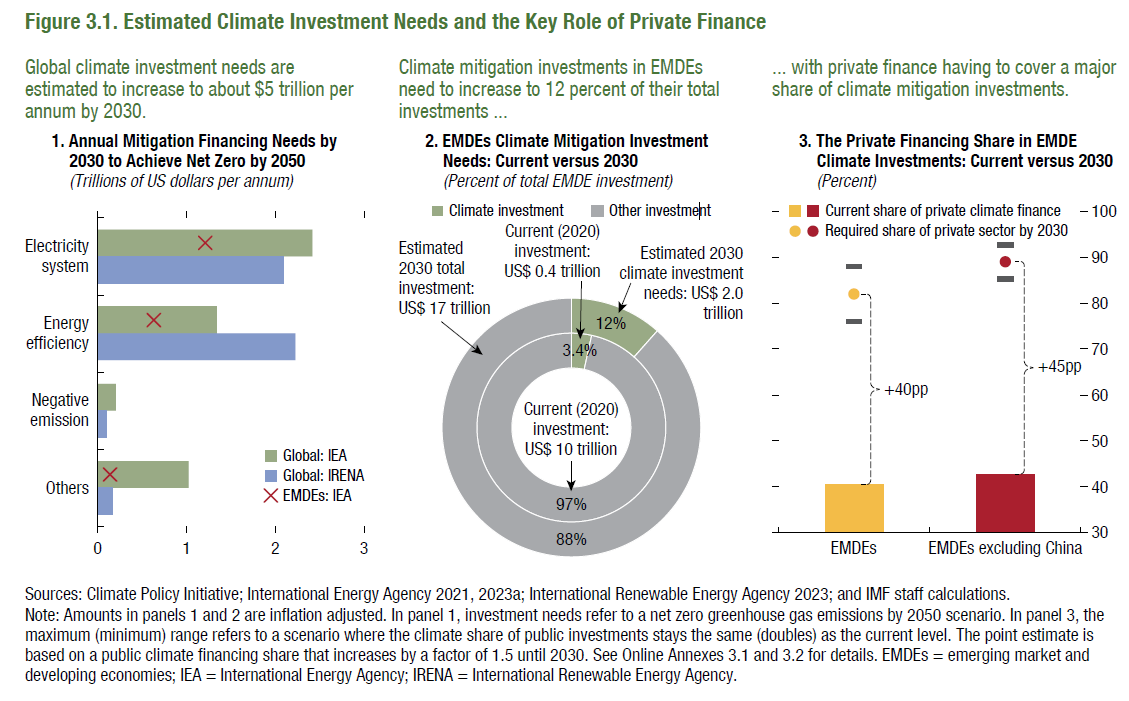 Figure 3.1. Estimated Climate Investment Needs and the Key Role of Private Finance
Global climate investment needs are
estimated to increase to about $5 trillion per
annum by 2030.
1. Annual Mitigation Financing Needs by
2030 to Achieve Net Zero by 2050
(Trillions of US dollars per annum)
Electricity
system
Energy
efficiency
Negative
emission
Others
Global: IEA
Global: IRENA
EMDEs: IEA
0 1 2 3
Climate mitigation investments in EMDEs
need to increase to 12 percent of their total
investments ...
2. EMDEs Climate Mitigation Investment
Needs: Current versus 2030
(Percent of total EMDE investment)
Climate investment Other investment
Estimated
2030 total
investment:
US$ 17 trillion
Current (2020)
investment:
US$ 0.4 trillion
Estimated 2030
climate investment
needs: US$ 2.0
trillion
12%
3.4%
Current (2020)
investment:
US$ 10 trillion
97%
88%
... with private finance having to cover a major
share of climate mitigation investments.
3. The Private Financing Share in EMDE
Climate Investments: Current versus 2030
(Percent)
Current share of private climate finance
Required share of private sector by 2030
100
90
80
70
60
50
40
30
+40pp
+45pp
EMDEs EMDEs excluding China
Sources: Climate Policy Initiative; International Energy Agency 2021, 2023a; International Renewable Energy Agency 2023; and IMF staff calculations.
Note: Amounts in panels 1 and 2 are inflation adjusted. In panel 1, investment needs refer to a net zero greenhouse gas emissions by 2050 scenario. In panel 3, the
maximum (minimum) range refers to a scenario where the climate share of public investments stays the same (doubles) as the current level. The point estimate is
based on a public climate financing share that increases by a factor of 1.5 until 2030. See Online Annexes 3.1 and 3.2 for details. EMDEs = emerging market and
developing economies; IEA = International Energy Agency; IRENA = International Renewable Energy Agency.